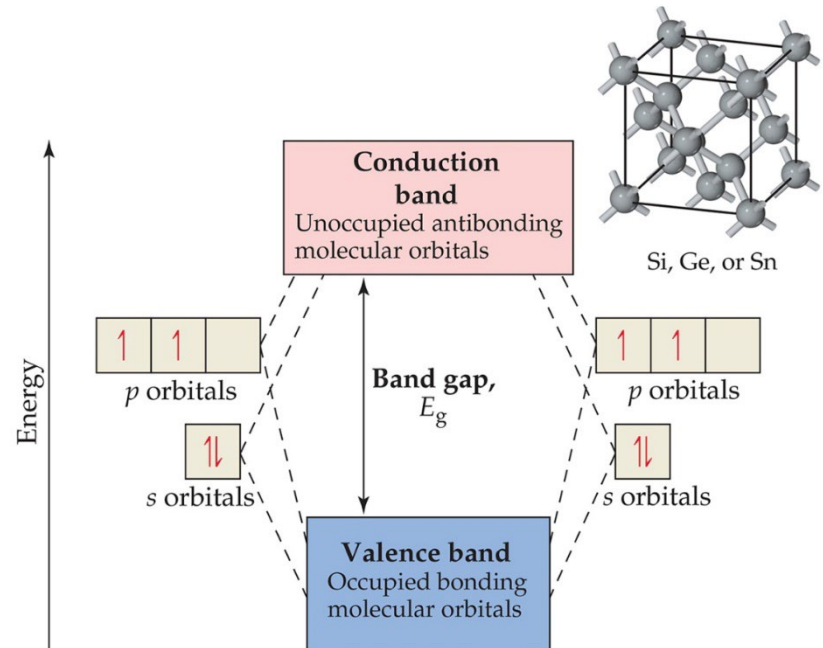 Conduction
band
Unoccupied antibonding
molecular orbitals
Si, Ge, or Sn
Energy
p orbitals
Band gap,
E_g
p orbitals
s orbitals
s orbitals
Valence band
Occupied bonding
molecular orbitals